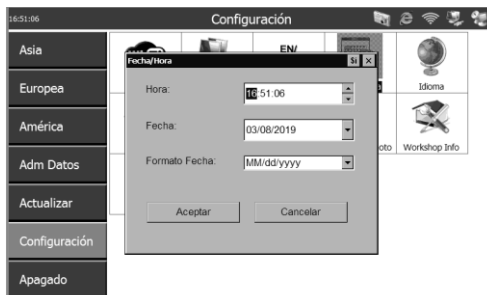 16:51:06
Configuración
Asia
Europea
América
Adm Datos
Actualizar
Configuración
Apagado
EN/
Idioma
oto
Workshop Info
Fecha/Hora
Si
Hora:
16:51:06
Fecha:
03/08/2019
Formato Fecha:
MM/dd/yyyy
Aceptar
Cancelar